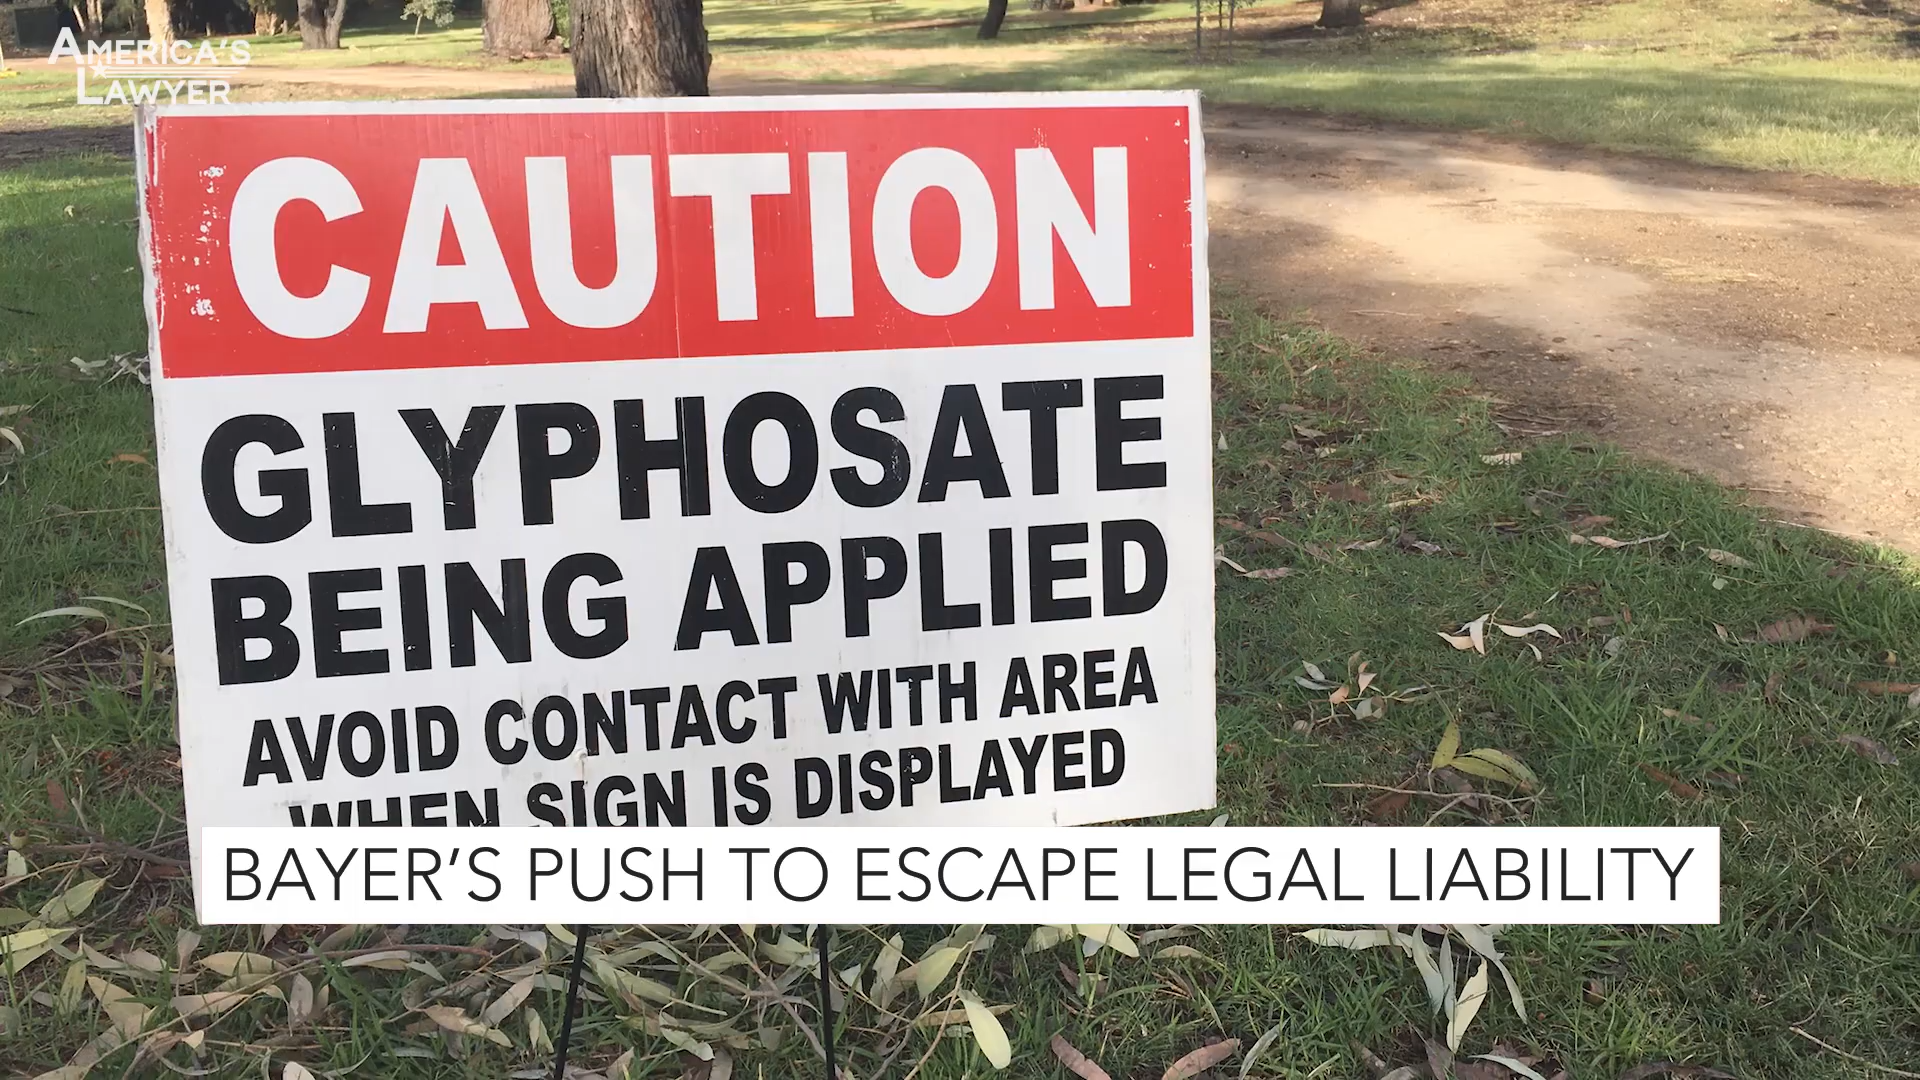 AMERICA'S
LAWYER
CAUTION
GLYPHOSATE
BEING APPLIED
AVOID CONTACT WITH AREA
WHEN SIGN IS DISPLAYED
BAYER’S PUSH TO ESCAPE LEGAL LIABILITY